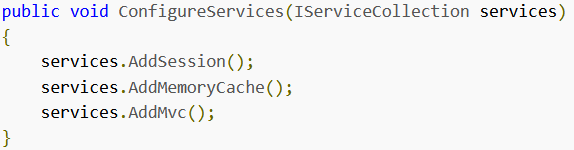 public void ConfigureServices(IServiceCollection services)
{
    services.AddSession();
    services.AddMemoryCache();
    services.AddMvc();
}